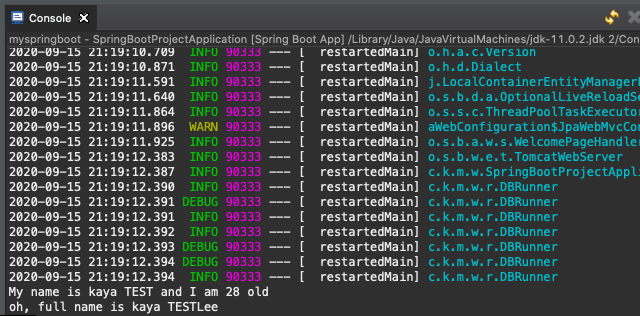 Console
myspringboot - SpringBootProjectApplication [Spring Boot App] /Library/Java/JavaVirtualMachines/jdk-11.0.2.jdk 2/Con
2020-09-15 21:19:10.709 INFO 90333 --- [ restartedMain] o.h.a.c.Version
2020-09-15 21:19:10.871 INFO 90333 --- [ restartedMain] o.h.d.Dialect
2020-09-15 21:19:11.591 INFO 90333 --- [ restartedMain] j.LocalContainerEntityManager
2020-09-15 21:19:11.640 INFO 90333 --- [ restartedMain] o.s.b.d.a.OptionalLiveReloadSe
2020-09-15 21:19:11.864 INFO 90333 --- [ restartedMain] o.s.s.c.ThreadPoolTaskExecutor
2020-09-15 21:19:11.896 WARN 90333 --- [ restartedMain] aWebConfiguration$JpaWebMvcCon
2020-09-15 21:19:11.925 INFO 90333 --- [ restartedMain] o.s.b.a.w.s.WelcomePageHandler
2020-09-15 21:19:12.383 INFO 90333 --- [ restartedMain] o.s.b.w.e.t.TomcatWebServer
2020-09-15 21:19:12.387 INFO 90333 --- [ restartedMain] c.k.m.w.SpringBootProjectAppli
2020-09-15 21:19:12.390 INFO 90333 --- [ restartedMain] c.k.m.w.r.DBRunner
2020-09-15 21:19:12.391 DEBUG 90333 --- [ restartedMain] c.k.m.w.r.DBRunner
2020-09-15 21:19:12.391 INFO 90333 --- [ restartedMain] c.k.m.w.r.DBRunner
2020-09-15 21:19:12.392 INFO 90333 --- [ restartedMain] c.k.m.w.r.DBRunner
2020-09-15 21:19:12.393 DEBUG 90333 --- [ restartedMain] c.k.m.w.r.DBRunner
2020-09-15 21:19:12.394 DEBUG 90333 --- [ restartedMain] c.k.m.w.r.DBRunner
2020-09-15 21:19:12.394 INFO 90333 --- [ restartedMain] c.k.m.w.r.DBRunner
My name is kaya TEST and I am 28 old
oh, full name is kaya TESTLee